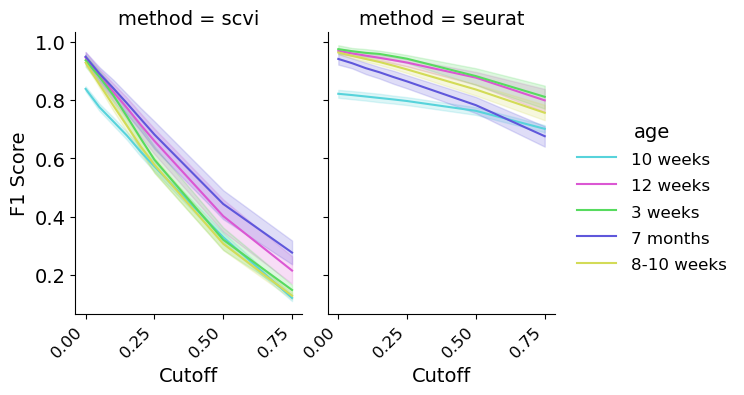 method = scvi
method = seurat
F1 Score
1.0
0.8
0.6
0.4
0.2
0.00
0.25
0.50
0.75
Cutoff
0.00
0.25
0.50
0.75
Cutoff
age
10 weeks
12 weeks
3 weeks
7 months
8-10 weeks